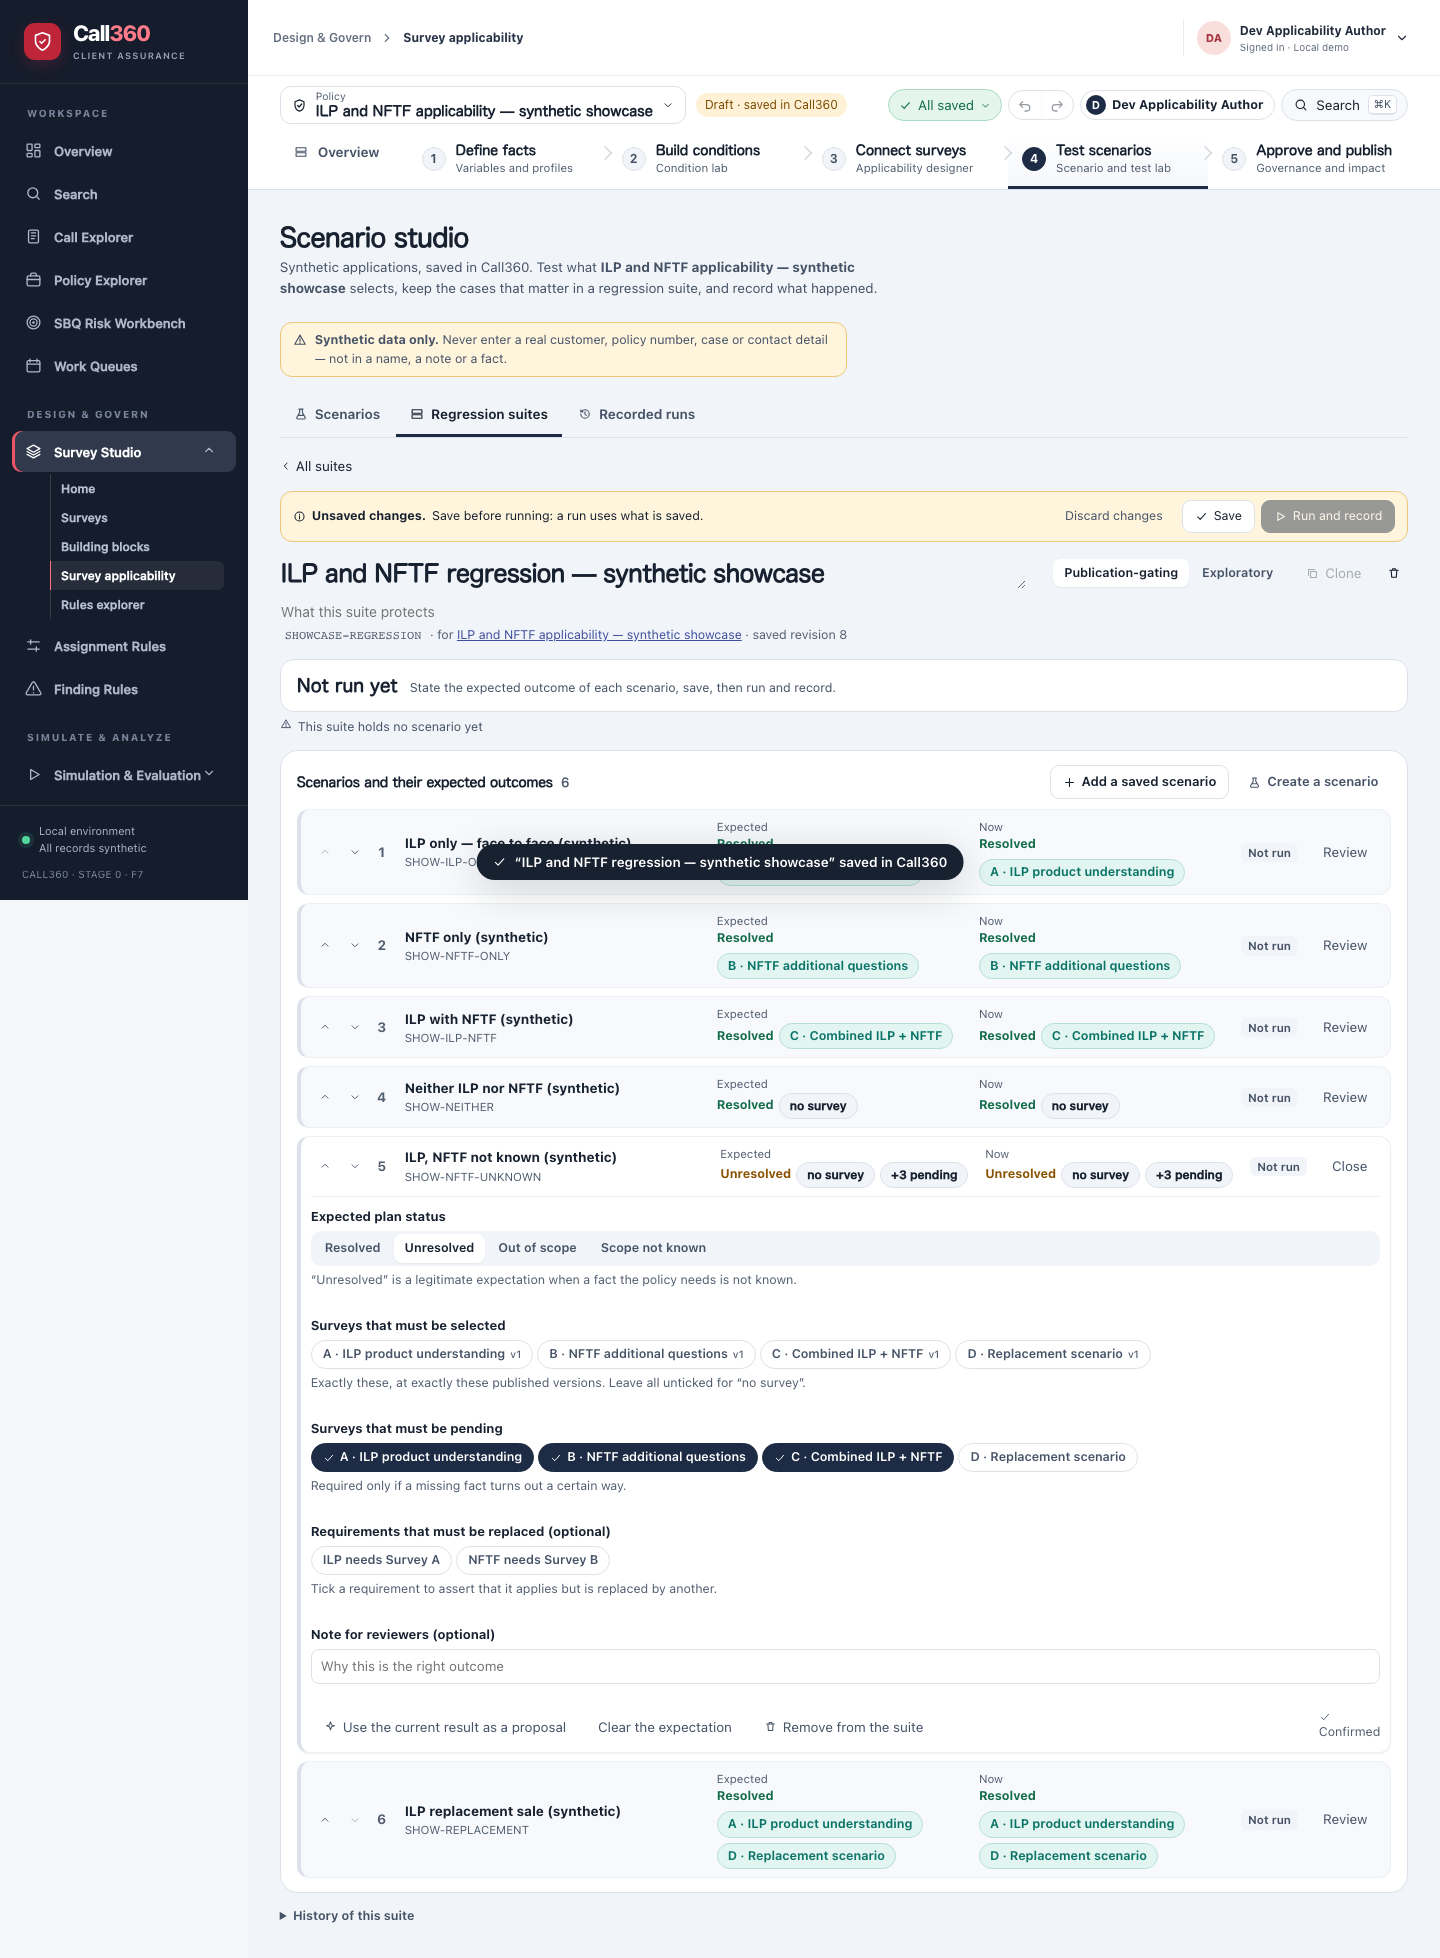 Call360
CLIENT ASSURANCE
WORKSPACE
Overview
Search
Call Explorer
Policy Explorer
SBQ Risk Workbench
Work Queues
DESIGN & GOVERN
Survey Studio
Home
Surveys
Building blocks
Survey applicability
Rules explorer
Assignment Rules
Finding Rules
SIMULATE & ANALYZE
Simulation & Evaluation
Local environment
All records synthetic
CALL360 · STAGE 0 · F7
Design & Govern > Survey applicability
DA
Dev Applicability Author
Signed in · Local demo
Policy
ILP and NFTF applicability — synthetic showcase
Draft · saved in Call360
All saved
D Dev Applicability Author
Search ⌘K
Overview
1 Define facts
Variables and profiles
2 Build conditions
Condition lab
3 Connect surveys
Applicability designer
4 Test scenarios
Scenario and test lab
5 Approve and publish
Governance and impact
Scenario studio
Synthetic applications, saved in Call360. Test what ILP and NFTF applicability — synthetic
showcase selects, keep the cases that matter in a regression suite, and record what happened.
Synthetic data only. Never enter a real customer, policy number, case or contact detail
— not in a name, a note or a fact.
Scenarios
Regression suites
Recorded runs
All suites
Unsaved changes. Save before running: a run uses what is saved.
Discard changes
Save
Run and record
ILP and NFTF regression — synthetic showcase
Publication-gating
Exploratory
Clone
What this suite protects
SHOWCASE-REGRESSION · for ILP and NFTF applicability — synthetic showcase · saved revision 8
Not run yet State the expected outcome of each scenario, save, then run and record.
This suite holds no scenario yet
Scenarios and their expected outcomes 6
Add a saved scenario
Create a scenario
1
ILP only — face to face (synthetic)
SHOW-ILP-O
Expected
Resolved
Now
Resolved
A · ILP product understanding
Not run
Review
“ILP and NFTF regression — synthetic showcase” saved in Call360
2
NFTF only (synthetic)
SHOW-NFTF-ONLY
Expected
Resolved
B · NFTF additional questions
Now
Resolved
B · NFTF additional questions
Not run
Review
3
ILP with NFTF (synthetic)
SHOW-ILP-NFTF
Expected
Resolved C · Combined ILP + NFTF
Now
Resolved C · Combined ILP + NFTF
Not run
Review
4
Neither ILP nor NFTF (synthetic)
SHOW-NEITHER
Expected
Resolved no survey
Now
Resolved no survey
Not run
Review
5
ILP, NFTF not known (synthetic)
SHOW-NFTF-UNKNOWN
Expected
Unresolved no survey +3 pending
Now
Unresolved no survey +3 pending
Not run
Close
Expected plan status
Resolved Unresolved Out of scope Scope not known
“Unresolved” is a legitimate expectation when a fact the policy needs is not known.
Surveys that must be selected
A · ILP product understanding v1 B · NFTF additional questions v1 C · Combined ILP + NFTF v1 D · Replacement scenario v1
Exactly these, at exactly these published versions. Leave all unticked for “no survey”.
Surveys that must be pending
A · ILP product understanding B · NFTF additional questions C · Combined ILP + NFTF D · Replacement scenario
Required only if a missing fact turns out a certain way.
Requirements that must be replaced (optional)
ILP needs Survey A NFTF needs Survey B
Tick a requirement to assert that it applies but is replaced by another.
Note for reviewers (optional)
Why this is the right outcome
Use the current result as a proposal
Clear the expectation
Remove from the suite
Confirmed
6
ILP replacement sale (synthetic)
SHOW-REPLACEMENT
Expected
Resolved
A · ILP product understanding
D · Replacement scenario
Now
Resolved
A · ILP product understanding
D · Replacement scenario
Not run
Review
History of this suite